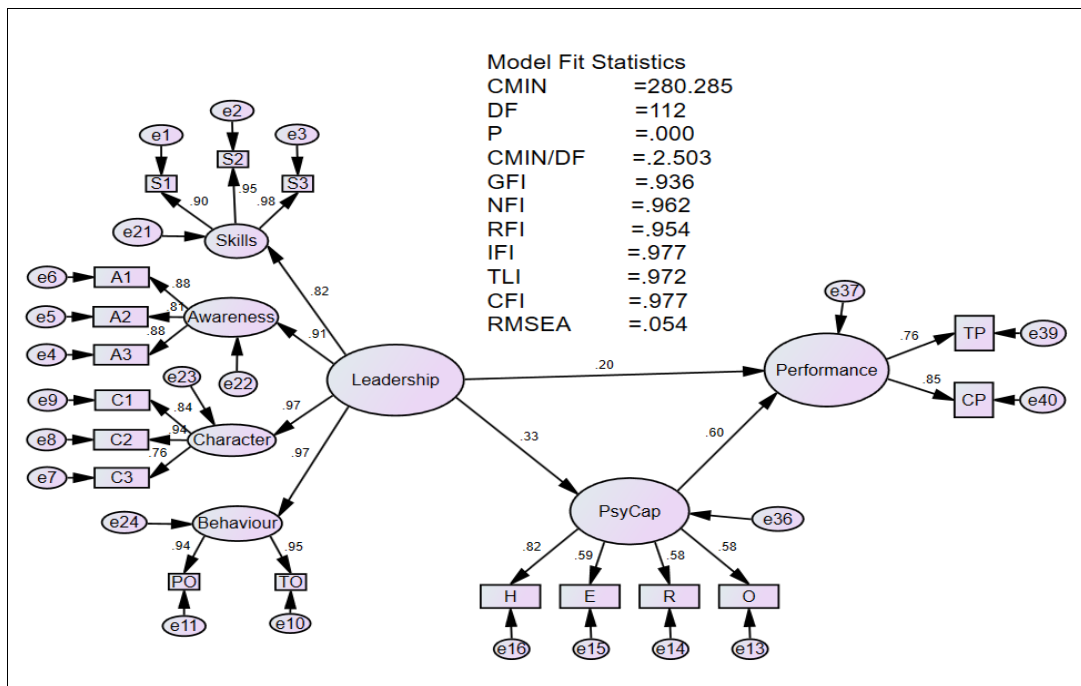 Model Fit Statistics
CMIN =280.285
DF =112
P =.000
CMIN/DF =.2.503
GFI =.936
NFI =.962
RFI =.954
IFI =.977
TLI =.972
CFI =.977
RMSEA =.054
e1
e2
e3
S1
S2
S3
.90
.95
.98
e21
Skills
.82
e6
A1
.88
e5
A2
.81
Awareness
e4
A3
.88
.91
e22
e23
e9
C1
.84
e8
C2
.94
Character
e7
C3
.76
.97
Leadership
.97
e24
Behaviour
.94
.95
PO
TO
e11
e10
.20
.33
e37
Performance
.76
TP
e39
.85
CP
e40
.60
PsyCap
e36
.82
.59
.58
.58
H
E
R
O
e16
e15
e14
e13